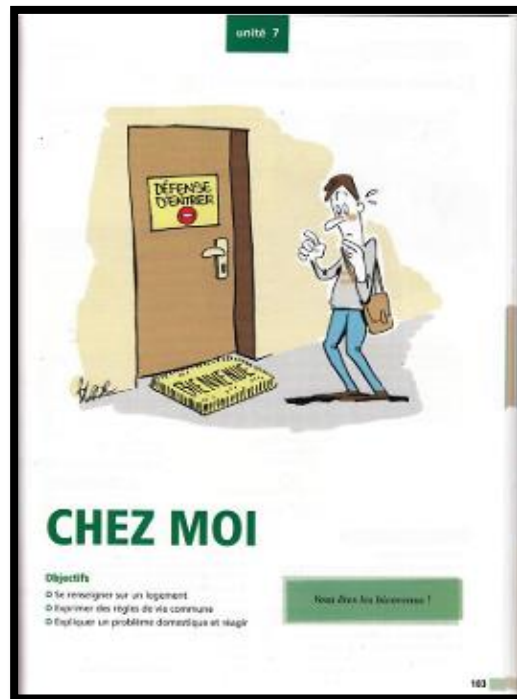 unité 7
DÉFENSE
D'ENTRER
BIENVENUE
CHEZ MOI
Objectifs
Se renseigner sur un logement
Exprimer des règles de vie commune
Expliquer un problème domestique et réagir
Vous êtes les bienvenus !
103